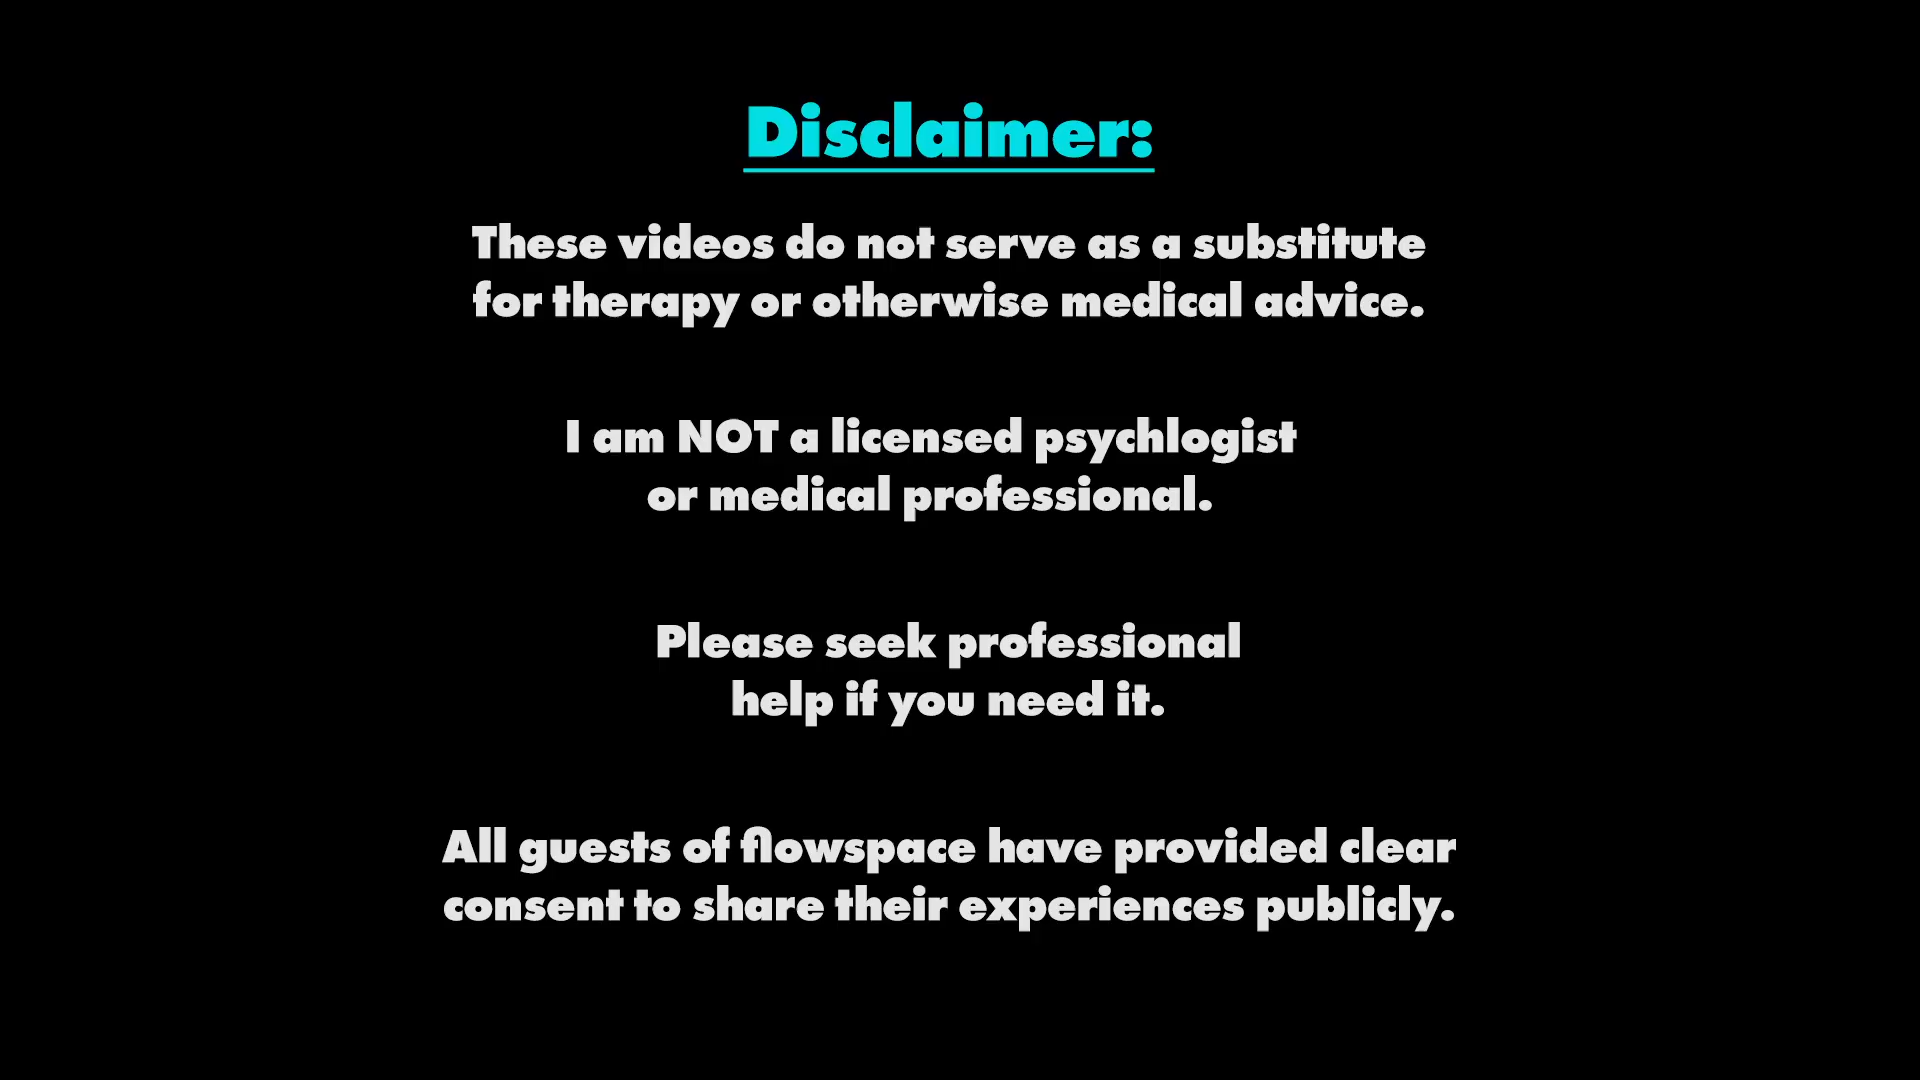 Disclaimer:
These videos do not serve as a substitute
for therapy or otherwise medical advice.
I am NOT a licensed psychlogist
or medical professional.
Please seek professional
help if you need it.
All guests of flowspace have provided clear
consent to share their experiences publicly.